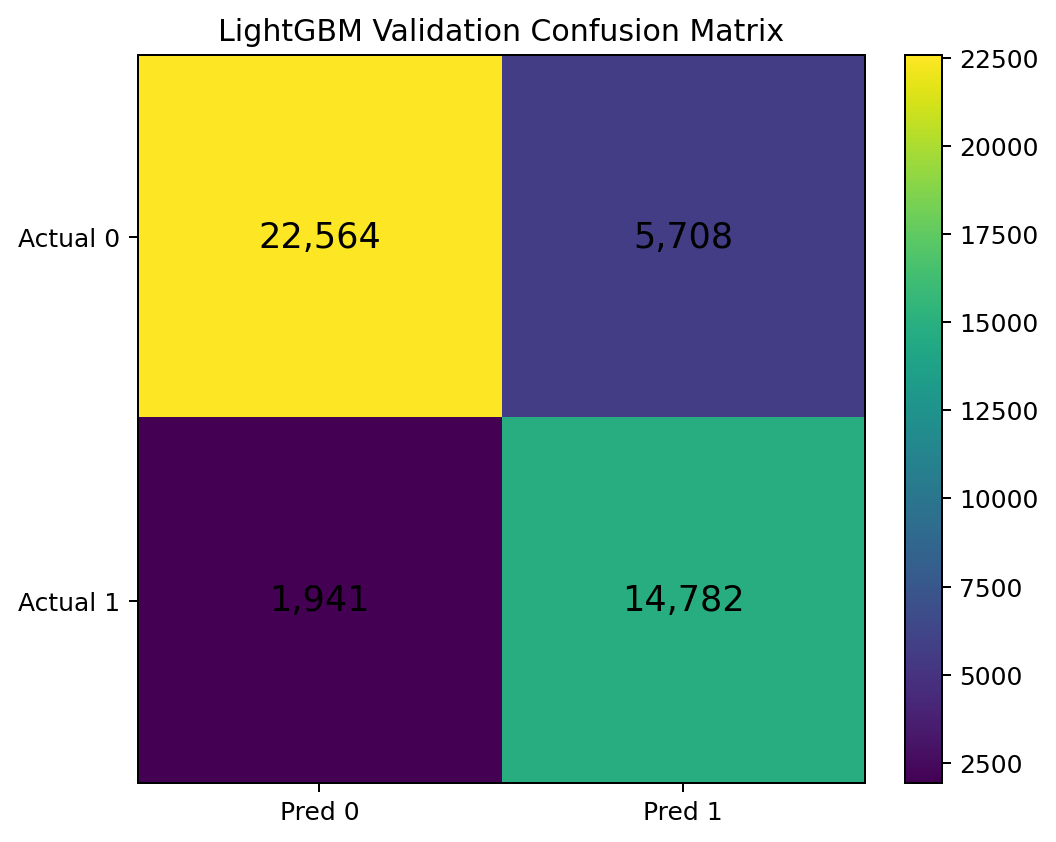 LightGBM Validation Confusion Matrix
Actual 0
22,564
5,708
Actual 1
1,941
14,782
Pred 0
Pred 1
22500
20000
17500
15000
12500
10000
7500
5000
2500